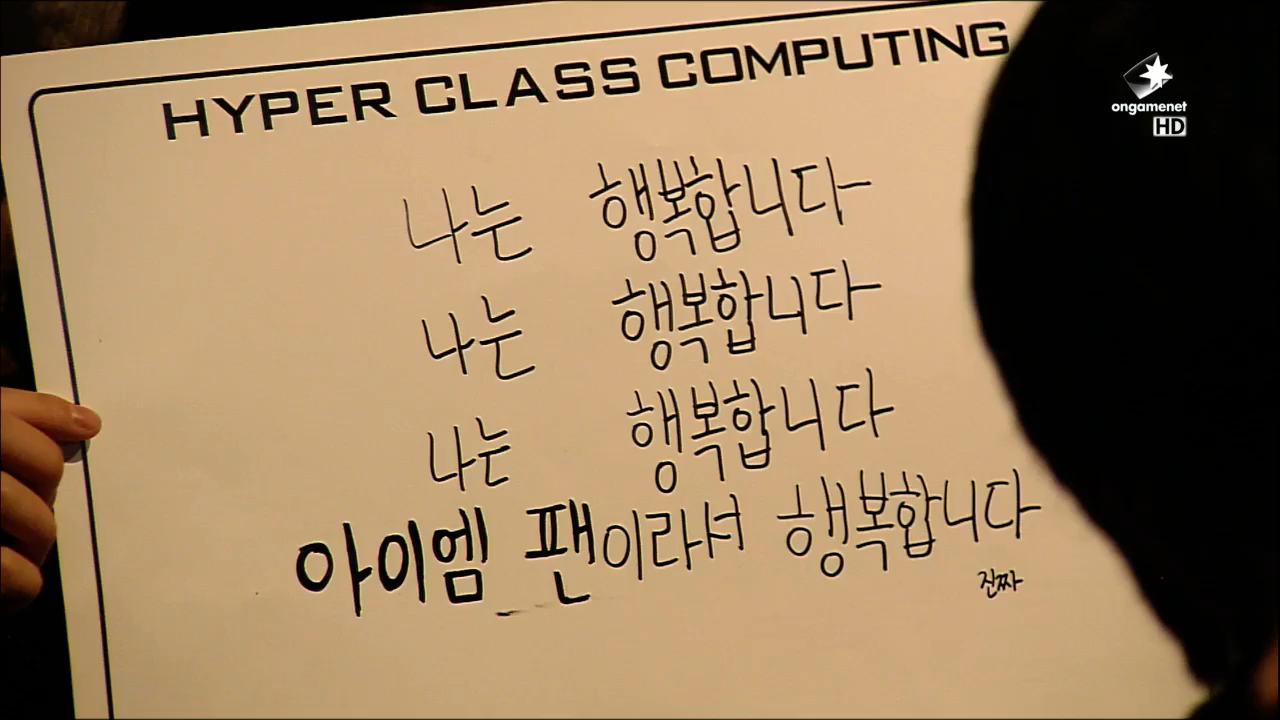 HYPER CLASS COMPUTING
ongamenet
HD
나는 행복합니다
나는 행복합니다
나는 행복합니다
아이엠 팬이라서 행복합니다
진짜